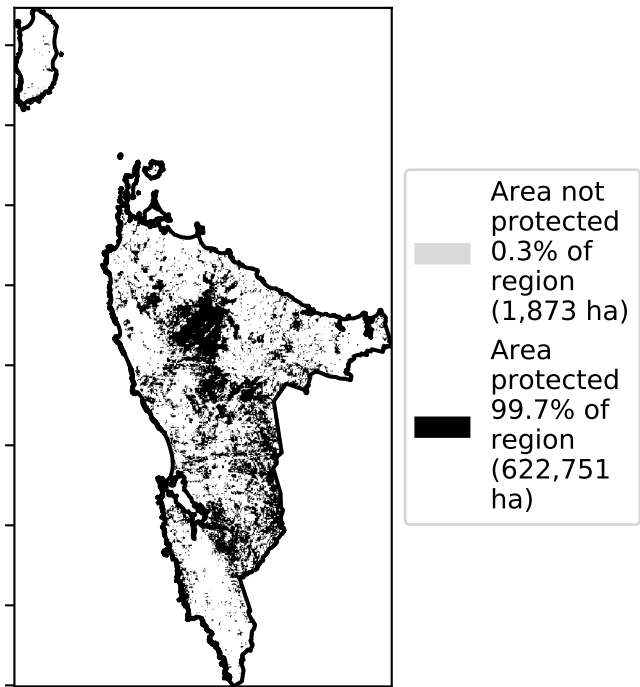 Area not
protected
0.3% of
region
(1,873 ha)
Area
protected
99.7% of
region
(622,751
ha)